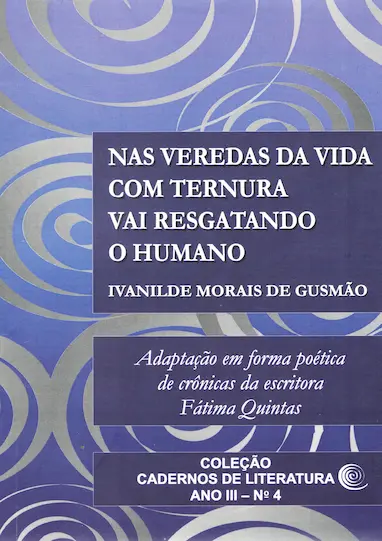 NAS VEREDAS DA VIDA
COM TERNURA
VAI RESGATANDO
O HUMANO
IVANILDE MORAIS DE GUSMÃO
Adaptação em forma poética
de crônicas da escritora
Fátima Quintas
COLEÇÃO
CADERNOS DE LITERATURA
ANO III – Nº 4